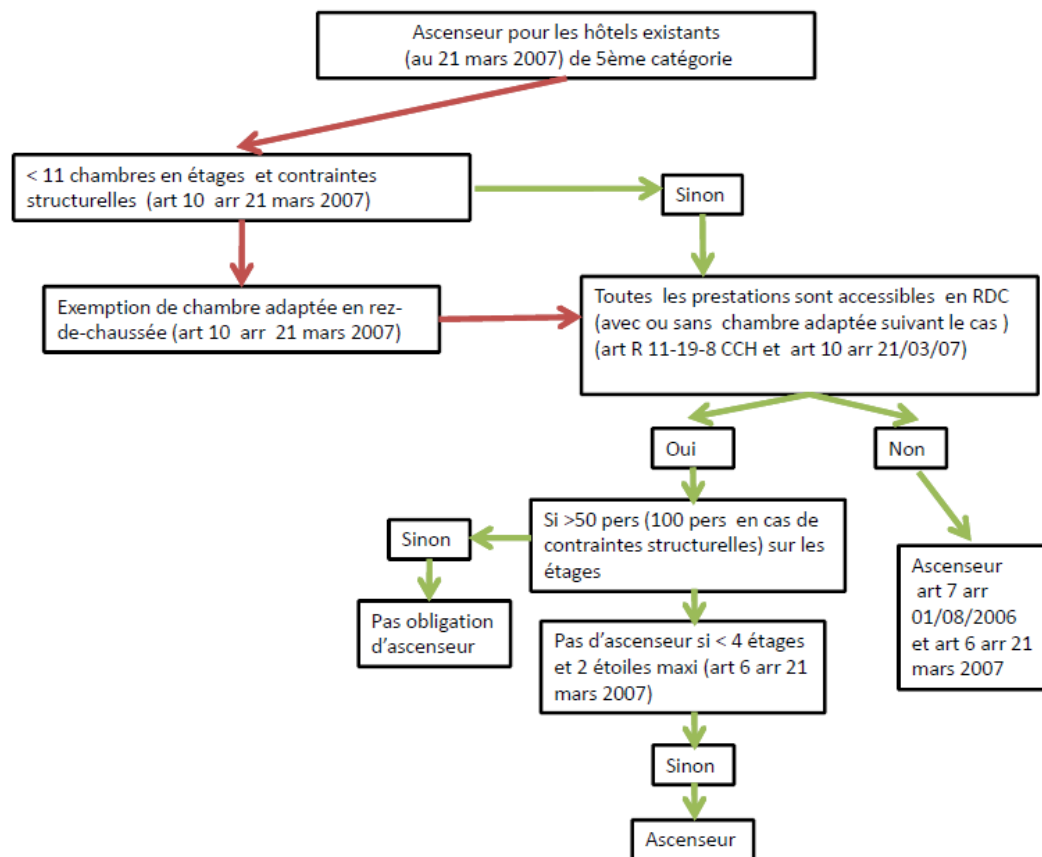 Ascenseur pour les hôtels existants
(au 21 mars 2007) de 5ème catégorie
< 11 chambres en étages et contraintes
structurelles (art 10 arr 21 mars 2007)
Sinon
Exemption de chambre adaptée en rez-
de-chaussée (art 10 arr 21 mars 2007)
Toutes les prestations sont accessibles en RDC
(avec ou sans chambre adaptée suivant le cas )
(art R 11-19-8 CCH et art 10 arr 21/03/07)
Oui
Non
Si >50 pers (100 pers en cas de
contraintes structurelles) sur les
étages
Sinon
Pas obligation
d’ascenseur
Ascenseur
art 7 arr
01/08/2006
et art 6 arr 21
mars 2007
Pas d’ascenseur si < 4 étages
et 2 étoiles maxi (art 6 arr 21
mars 2007)
Sinon
Ascenseur